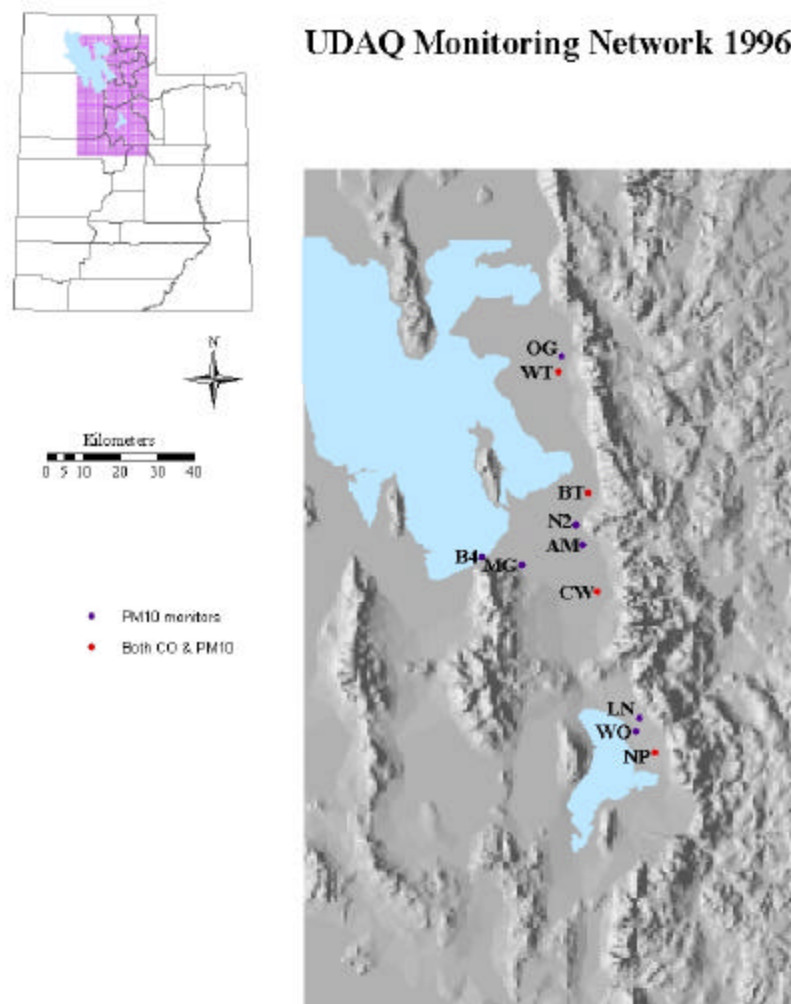 UDAQ Monitoring Network 1996
N
Kilometers
0 5 10 20 30 40
PM10 monitors
Both CO & PM10
OG
WT
BT
N2
AM
B4
MG
CW
LN
WO
NP